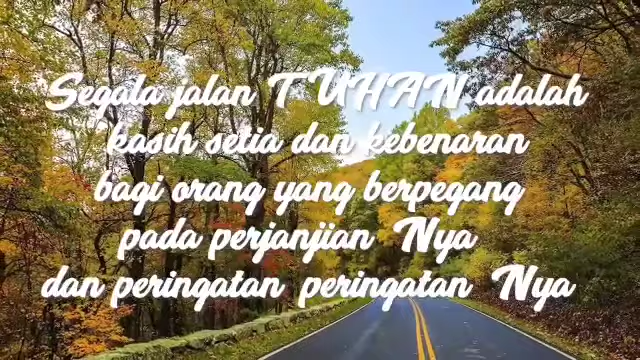 Segala jalan TUHAN adalah
kasih setia dan kebenaran
bagi orang yang berpegang
pada perjanjian Nya
dan peringatan peringatan Nya